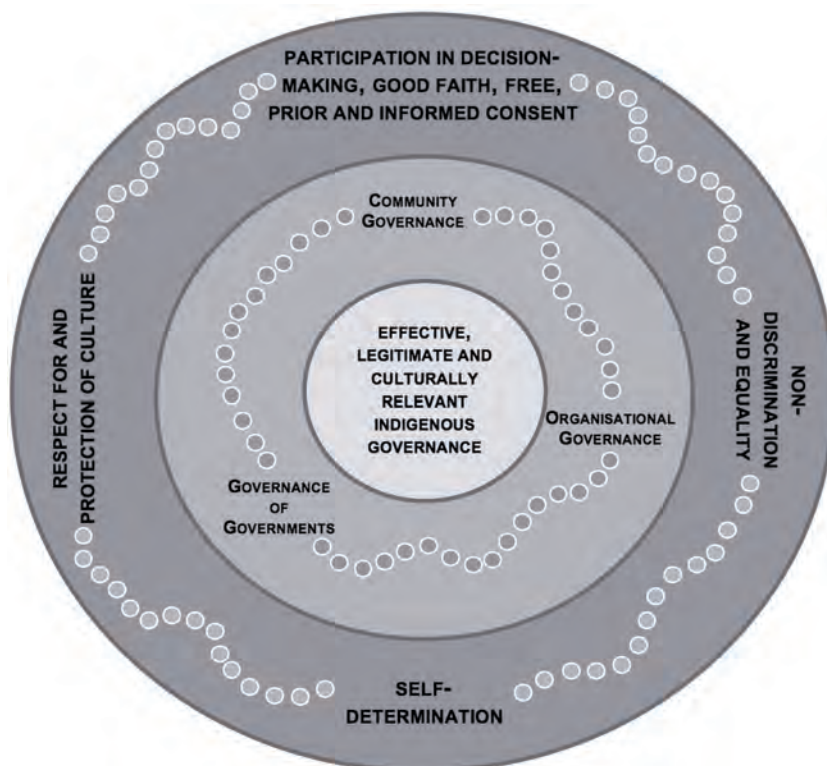 PARTICIPATION IN DECISION-
MAKING, GOOD FAITH, FREE,
PRIOR AND INFORMED CONSENT
COMMUNITY
GOVERNANCE
RESPECT FOR AND
PROTECTION OF CULTURE
EFFECTIVE,
LEGITIMATE AND
CULTURALLY
RELEVANT
INDIGENOUS
GOVERNANCE
NON-
DISCRIMINATION
AND EQUALITY
ORGANISATIONAL
GOVERNANCE
GOVERNANCE
OF
GOVERNMENTS
SELF-
DETERMINATION